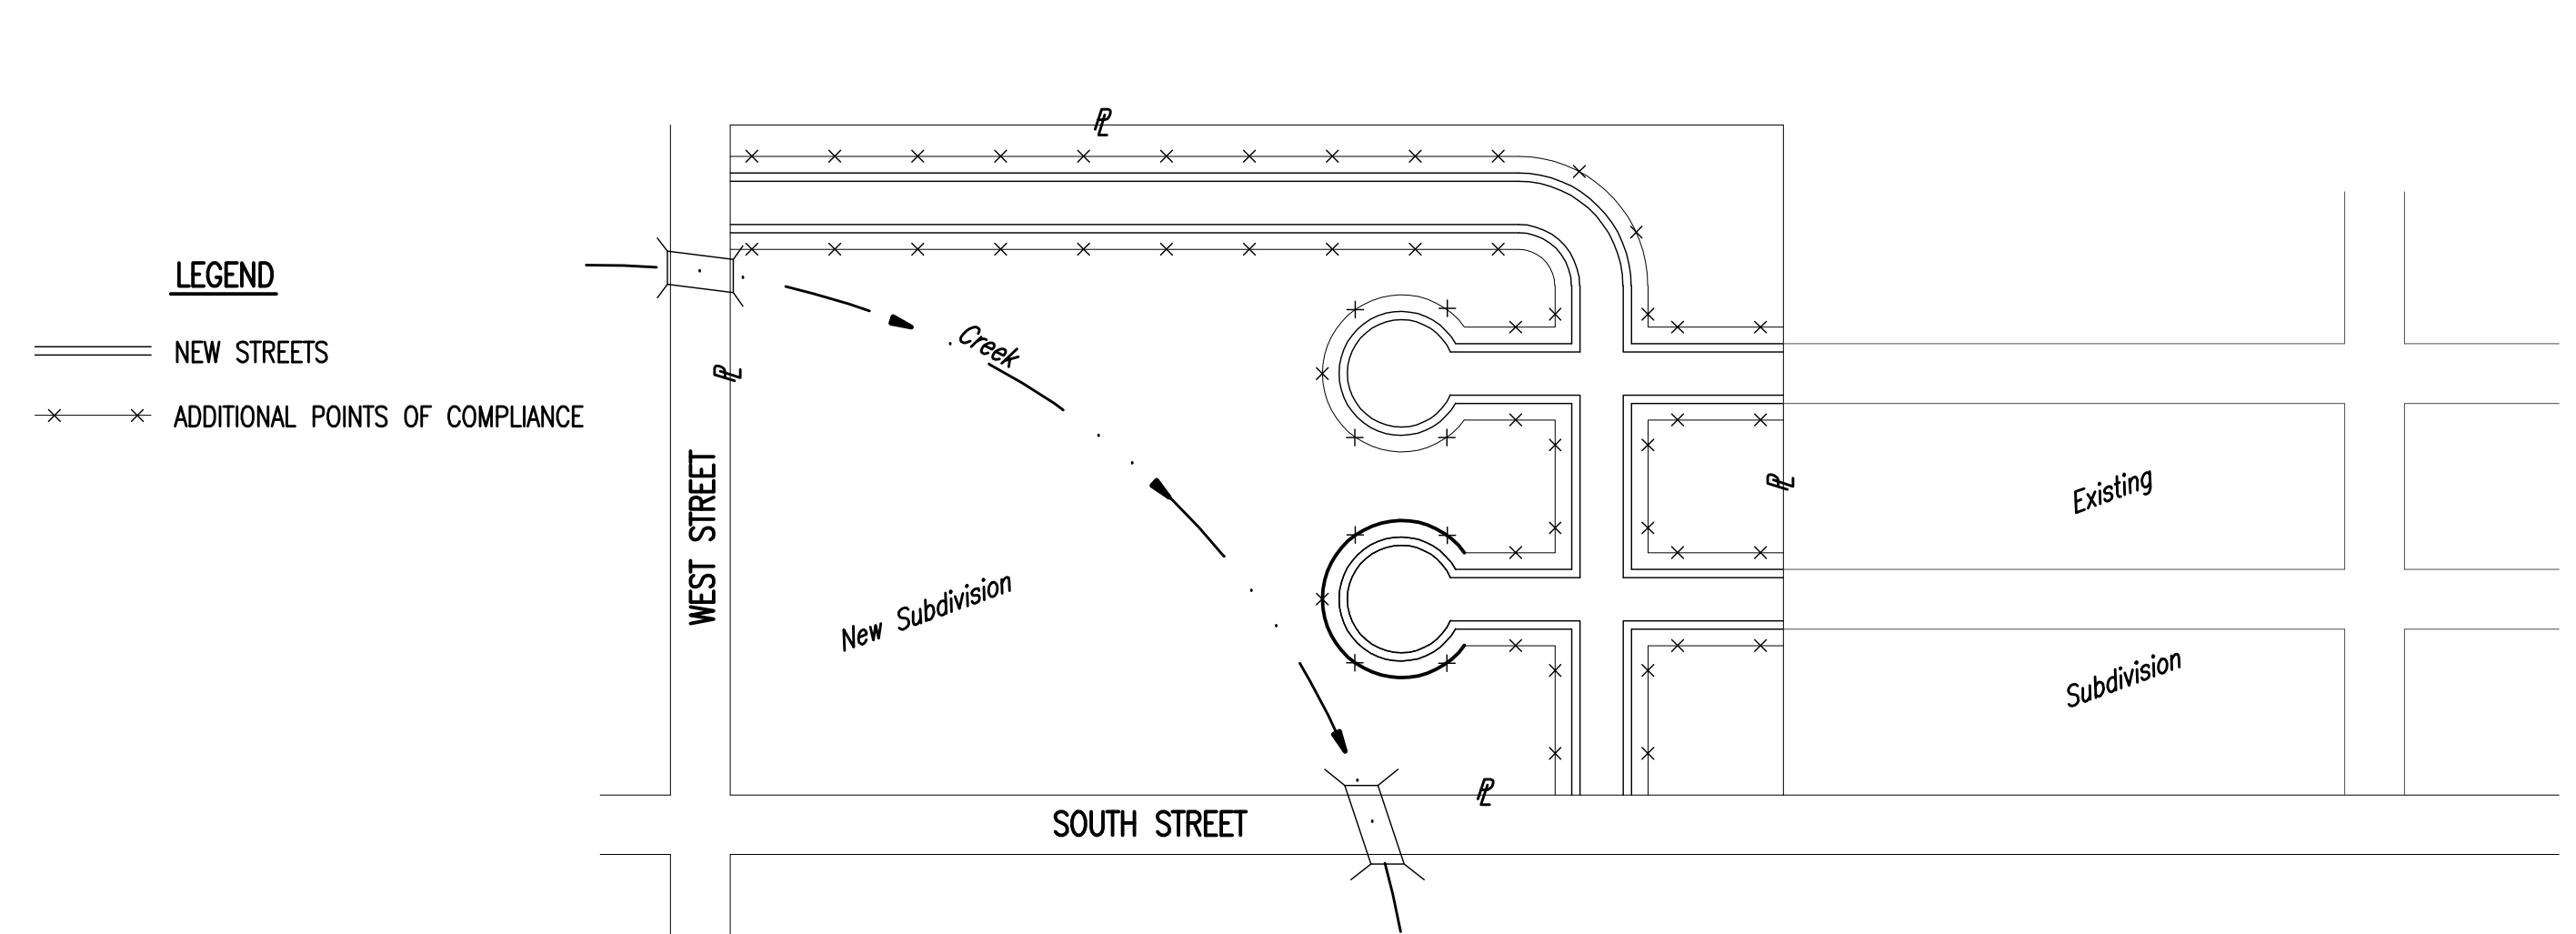 PL
LEGEND
NEW STREETS
ADDITIONAL POINTS OF COMPLIANCE
Creek
PL
WEST STREET
PL
Existing
New Subdivision
Subdivision
PL
SOUTH STREET